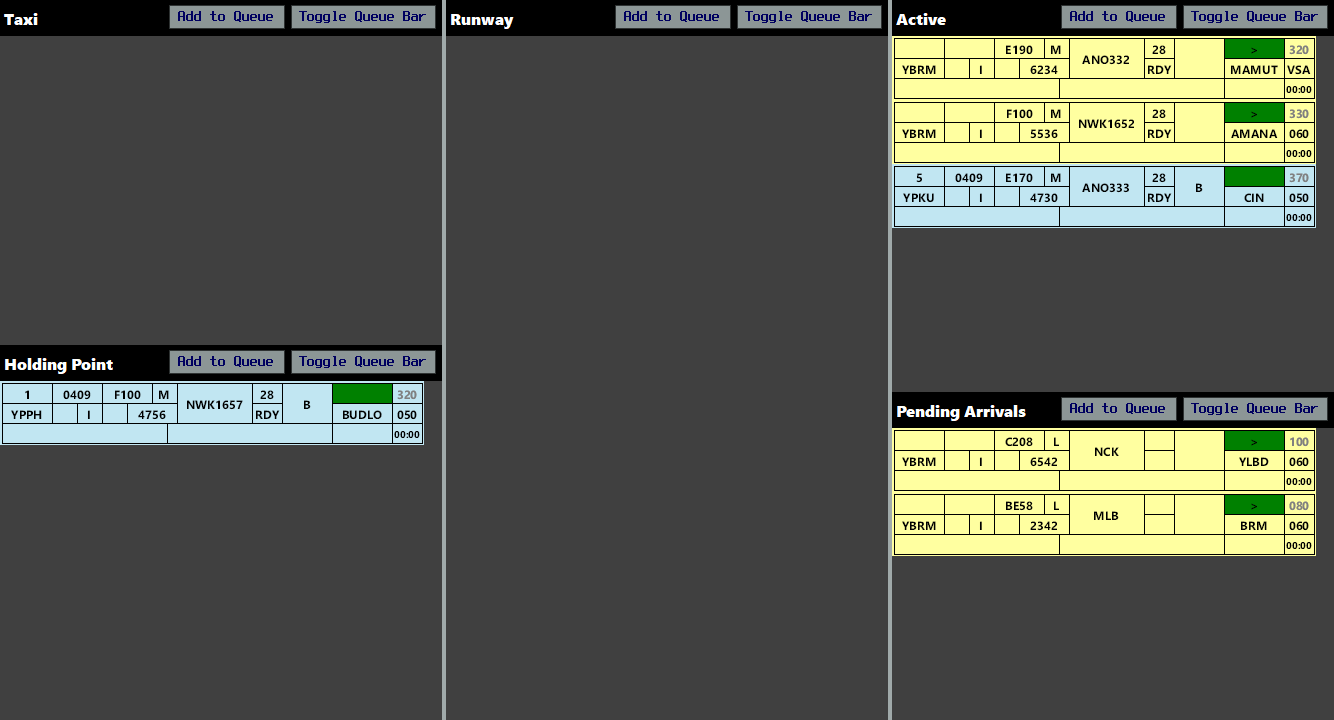 Taxi
Add to Queue
Toggle Queue Bar
Holding Point
Add to Queue
Toggle Queue Bar
1 0409 F100 M NWK1657 28 B 320
YPPH I 4756 RDY BUDLO 050
00:00
Runway
Add to Queue
Toggle Queue Bar
Active
Add to Queue
Toggle Queue Bar
E190 M ANO332 28 > 320
YBRM I 6234 RDY MAMUT VSA
00:00
F100 M NWK1652 28 > 330
YBRM I 5536 RDY AMANA 060
00:00
5 0409 E170 M ANO333 28 B 370
YPKU I 4730 RDY CIN 050
00:00
Pending Arrivals
Add to Queue
Toggle Queue Bar
C208 L NCK > 100
YBRM I 6542 YLBD 060
00:00
BE58 L MLB > 080
YBRM I 2342 BRM 060
00:00